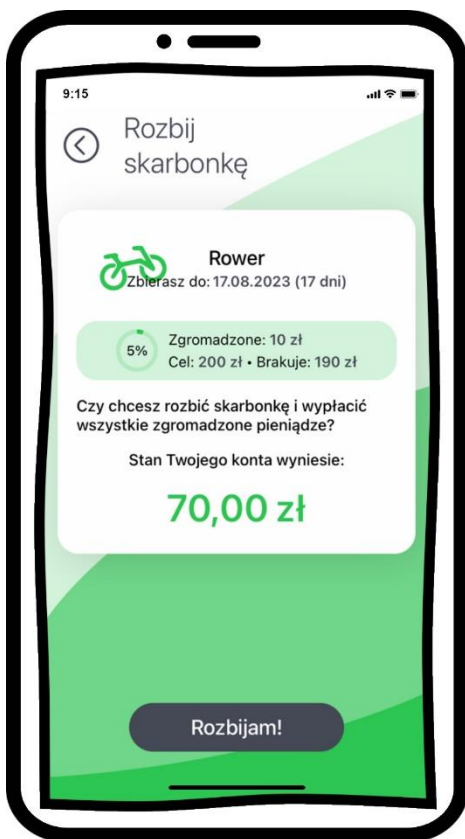 9:15
Rozbij
skarbonkę
Rower
Zbierasz do: 17.08.2023 (17 dni)
5%
Zgromadzone: 10 zł
Cel: 200 zł • Brakuje: 190 zł
Czy chcesz rozbić skarbonkę i wypłacić
wszystkie zgromadzone pieniądze?
Stan Twojego konta wyniesie:
70,00 zł
Rozbijam!